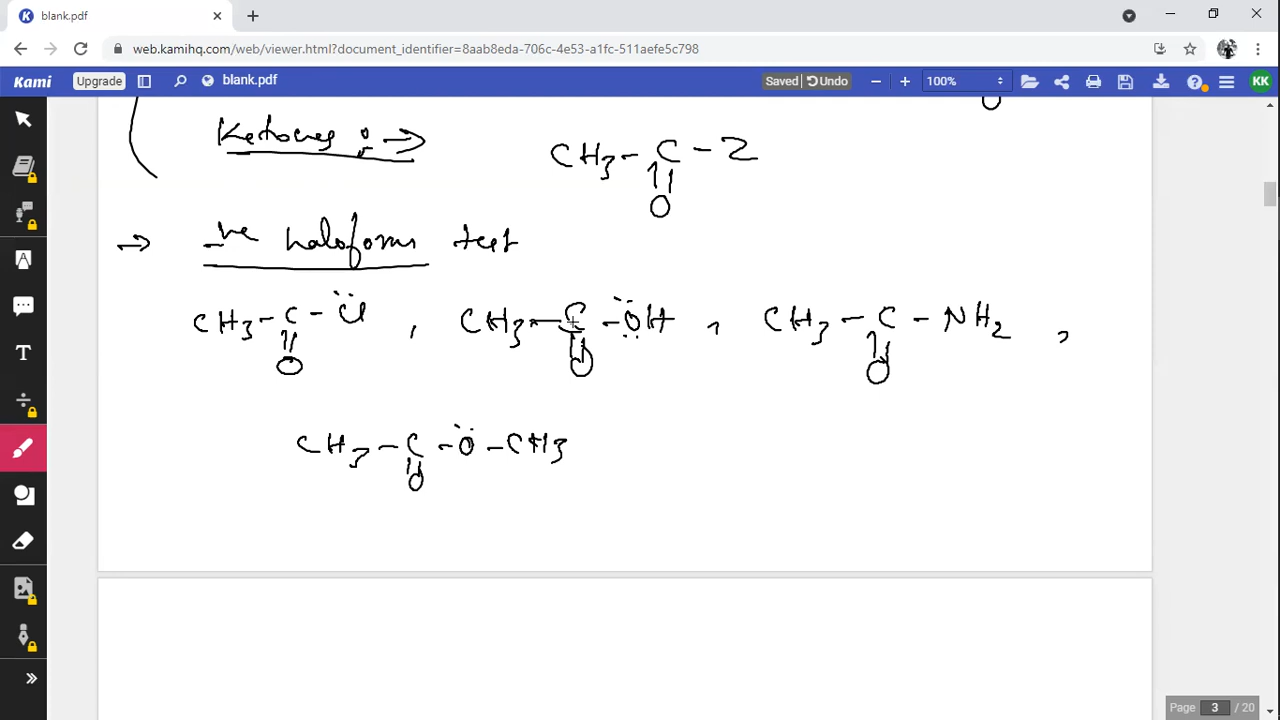 blank.pdf
web.kamihq.com/web/viewer.html?document_identifier=8aab8eda-706c-4e53-a1fc-511aefe5c798
Kami Upgrade blank.pdf Saved Undo 100% KK
Ketones : ⇒ CH3 - C - Z
O
⇒ -ve haloform test
CH3 - C - Cl , CH3 - C - OH , CH3 - C - NH2 ,
O O O
CH3 - C - O - CH3
O
Page 3 / 20